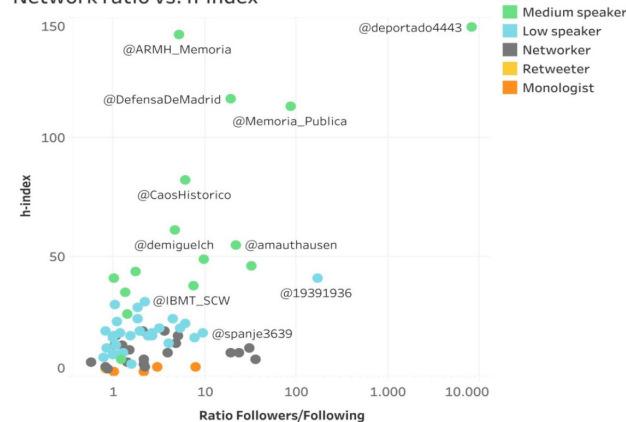 Network ratio vs. h-index
Medium speaker
Low speaker
Networker
Retweeter
Monologist
150
@deportado4443
@ARMH_Memoria
@DefensaDeMadrid
@Memoria_Publica
100
@CaosHistorico
h-index
@demiguelch
@amauthausen
50
@19391936
@IBMT_SCW
@spanje3639
0
1
10
100
1.000
10.000
Ratio Followers/Following